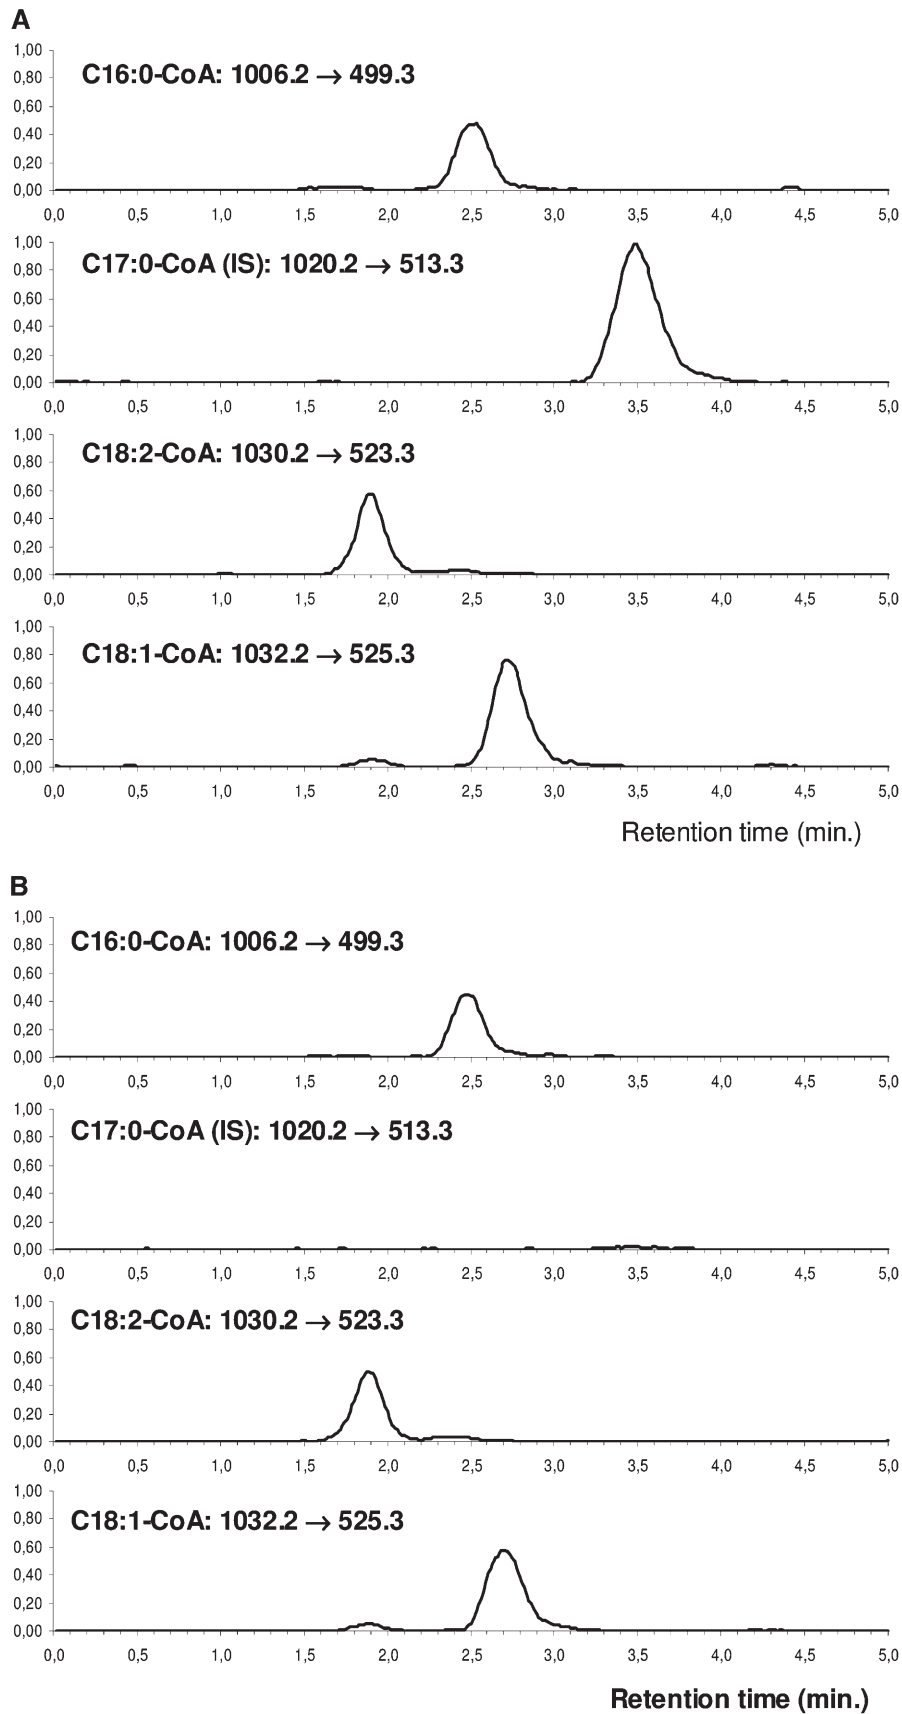 A
1,00
C16:0-CoA: 1006.2 → 499.3
0,80
0,60
0,40
0,20
0,00
0,0 0,5 1,0 1,5 2,0 2,5 3,0 3,5 4,0 4,5 5,0
1,00
C17:0-CoA (IS): 1020.2 → 513.3
0,80
0,60
0,40
0,20
0,00
0,0 0,5 1,0 1,5 2,0 2,5 3,0 3,5 4,0 4,5 5,0
1,00
C18:2-CoA: 1030.2 → 523.3
0,80
0,60
0,40
0,20
0,00
0,0 0,5 1,0 1,5 2,0 2,5 3,0 3,5 4,0 4,5 5,0
1,00
C18:1-CoA: 1032.2 → 525.3
0,80
0,60
0,40
0,20
0,00
0,0 0,5 1,0 1,5 2,0 2,5 3,0 3,5 4,0 4,5 5,0
Retention time (min.)
B
1,00
C16:0-CoA: 1006.2 → 499.3
0,80
0,60
0,40
0,20
0,00
0,0 0,5 1,0 1,5 2,0 2,5 3,0 3,5 4,0 4,5 5,0
1,00
C17:0-CoA (IS): 1020.2 → 513.3
0,80
0,60
0,40
0,20
0,00
0,0 0,5 1,0 1,5 2,0 2,5 3,0 3,5 4,0 4,5 5,0
1,00
C18:2-CoA: 1030.2 → 523.3
0,80
0,60
0,40
0,20
0,00
0,0 0,5 1,0 1,5 2,0 2,5 3,0 3,5 4,0 4,5 5,0
1,00
C18:1-CoA: 1032.2 → 525.3
0,80
0,60
0,40
0,20
0,00
0,0 0,5 1,0 1,5 2,0 2,5 3,0 3,5 4,0 4,5 5,0
Retention time (min.)